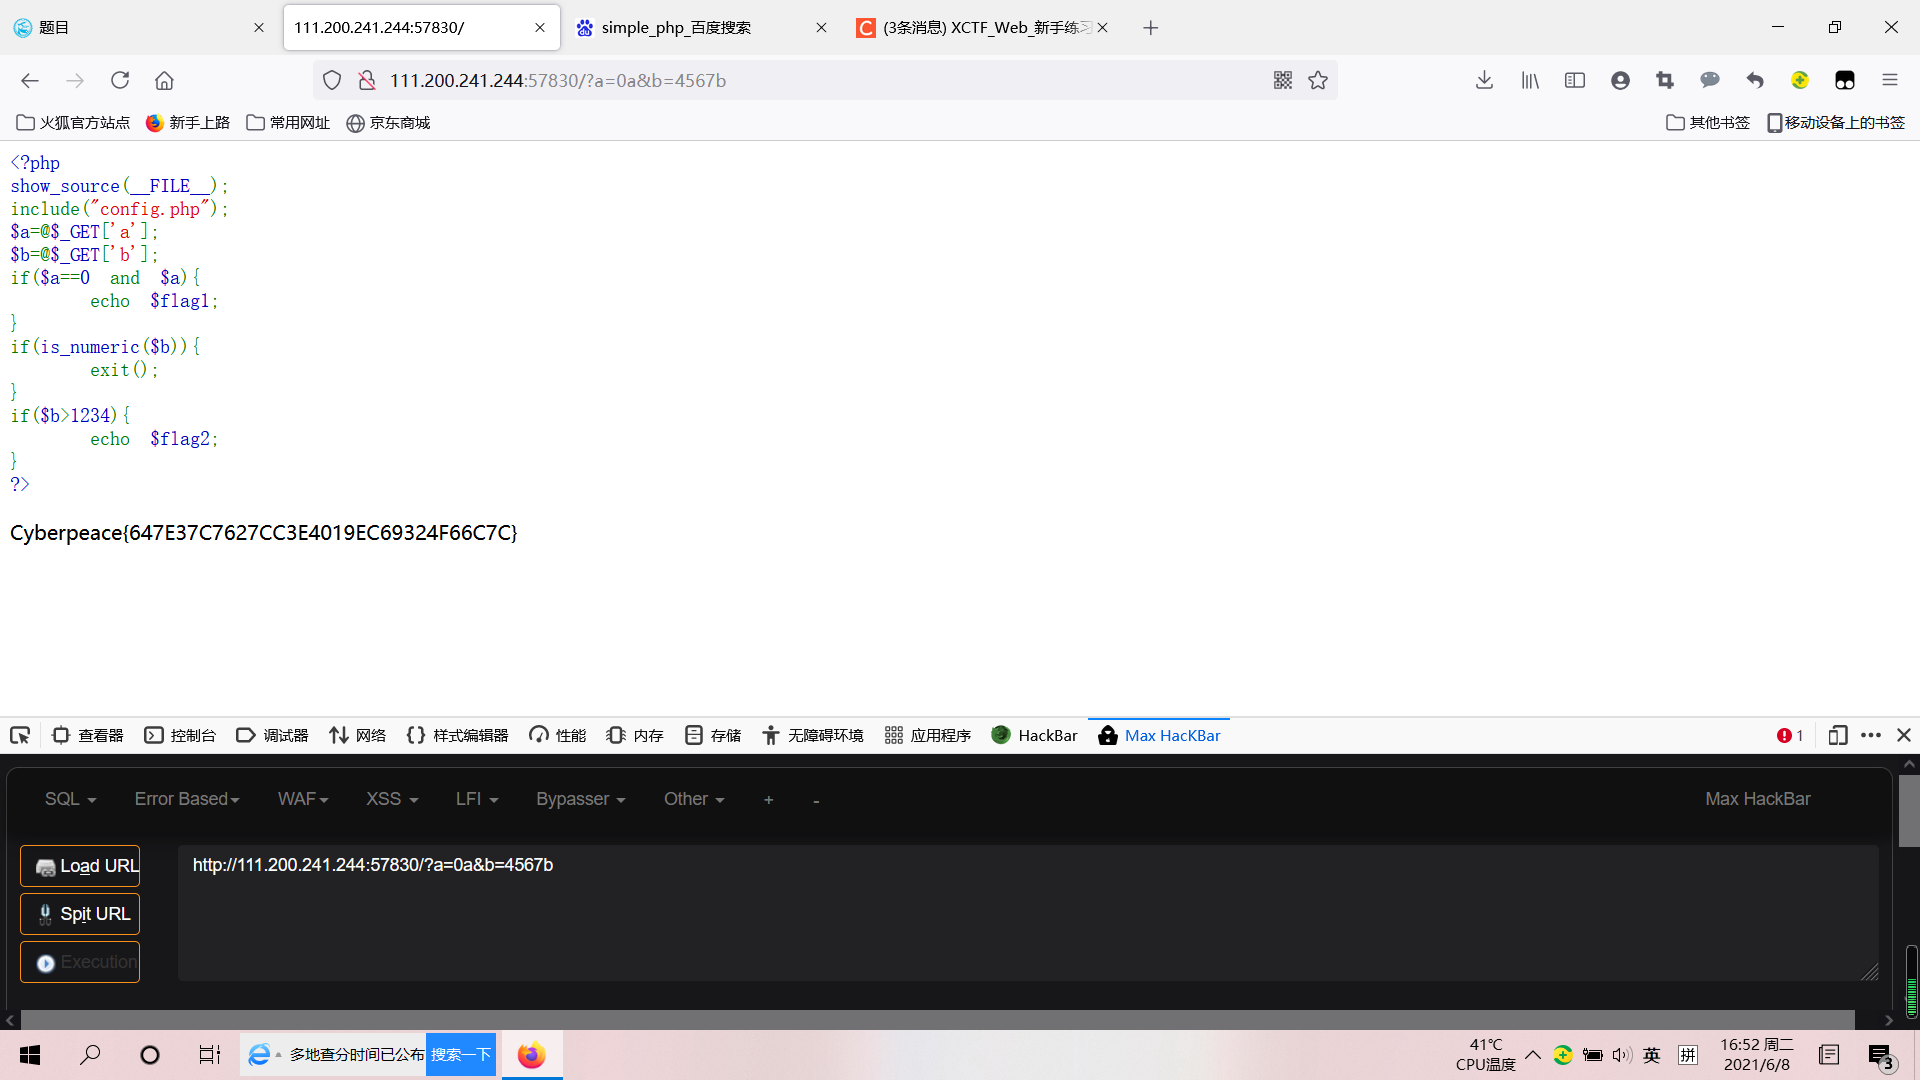 题目
111.200.241.244:57830/
simple_php_百度搜索
(3条消息) XCTF_Web_新手练习
111.200.241.244:57830/?a=0a&b=4567b
火狐官方站点
新手上路
常用网址
京东商城
其他书签
移动设备上的书签
<?php
show_source(__FILE__);
include("config.php");
$a=@$_GET['a'];
$b=@$_GET['b'];
if($a==0 and $a){
echo $flag1;
}
if(is_numeric($b)){
exit();
}
if($b>1234){
echo $flag2;
}
?>
Cyberpeace{647E37C7627CC3E4019EC69324F66C7C}
查看器
控制台
调试器
网络
样式编辑器
性能
内存
存储
无障碍环境
应用程序
HackBar
Max HacKBar
1
SQL
Error Based
WAF
XSS
LFI
Bypasser
Other
+
-
Max HackBar
Load URL
http://111.200.241.244:57830/?a=0a&b=4567b
Spit URL
Execution
多地查分时间已公布
搜索一下
41℃
CPU温度
英
拼
16:52 周二
2021/6/8
3